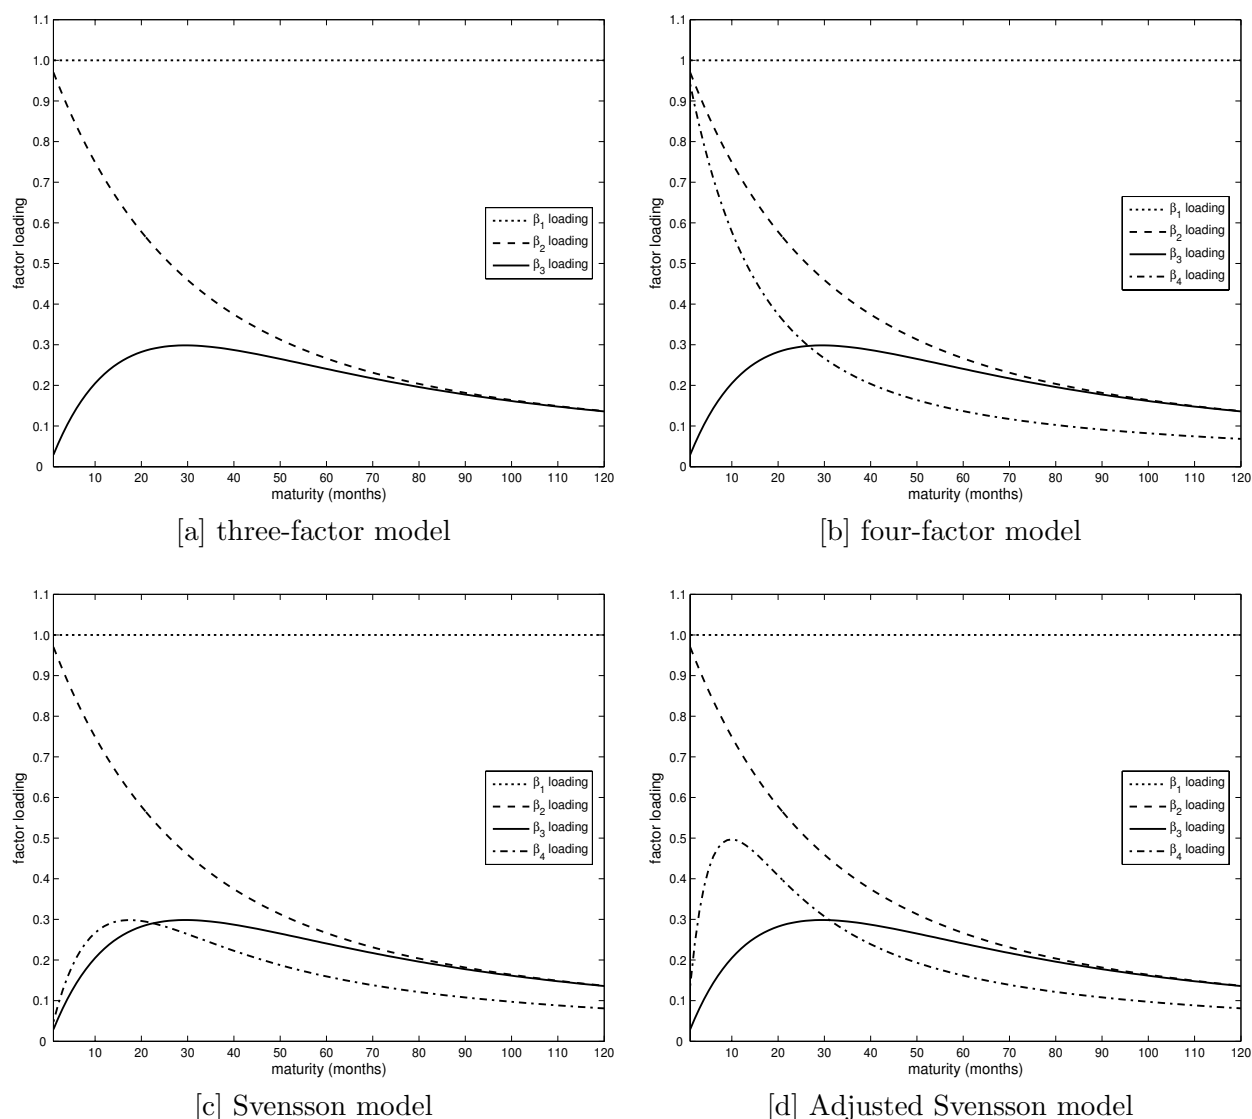 1.1
1.0
0.9
0.8
0.7
0.6
0.5
0.4
0.3
0.2
0.1
0
factor loading
β1 loading
β2 loading
β3 loading
10 20 30 40 50 60 70 80 90 100 110 120
maturity (months)
[a] three-factor model
1.1
1
0.9
0.8
0.7
0.6
0.5
0.4
0.3
0.2
0.1
0
factor loading
β1 loading
β2 loading
β3 loading
β4 loading
10 20 30 40 50 60 70 80 90 100 110 120
maturity (months)
[b] four-factor model
1.1
1.0
0.9
0.8
0.7
0.6
0.5
0.4
0.3
0.2
0.1
0
factor loading
β1 loading
β2 loading
β3 loading
β4 loading
10 20 30 40 50 60 70 80 90 100 110 120
maturity (months)
[c] Svensson model
1.1
1.0
0.9
0.8
0.7
0.6
0.5
0.4
0.3
0.2
0.1
0
factor loading
β1 loading
β2 loading
β3 loading
β4 loading
10 20 30 40 50 60 70 80 90 100 110 120
maturity (months)
[d] Adjusted Svensson model